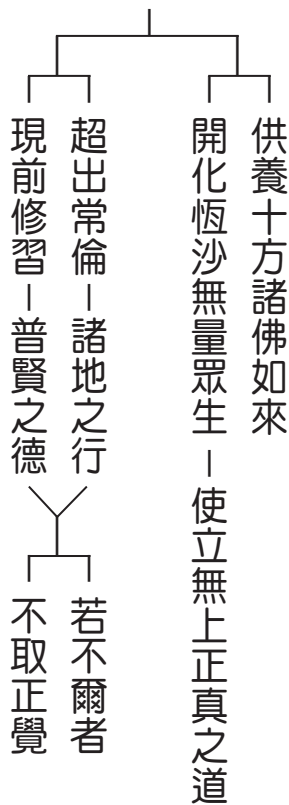 供養十方諸佛如來
開化恆沙無量眾生－使立無上正真之道
超出常倫－諸地之行
現前修習－普賢之德
若不爾者
不取正覺